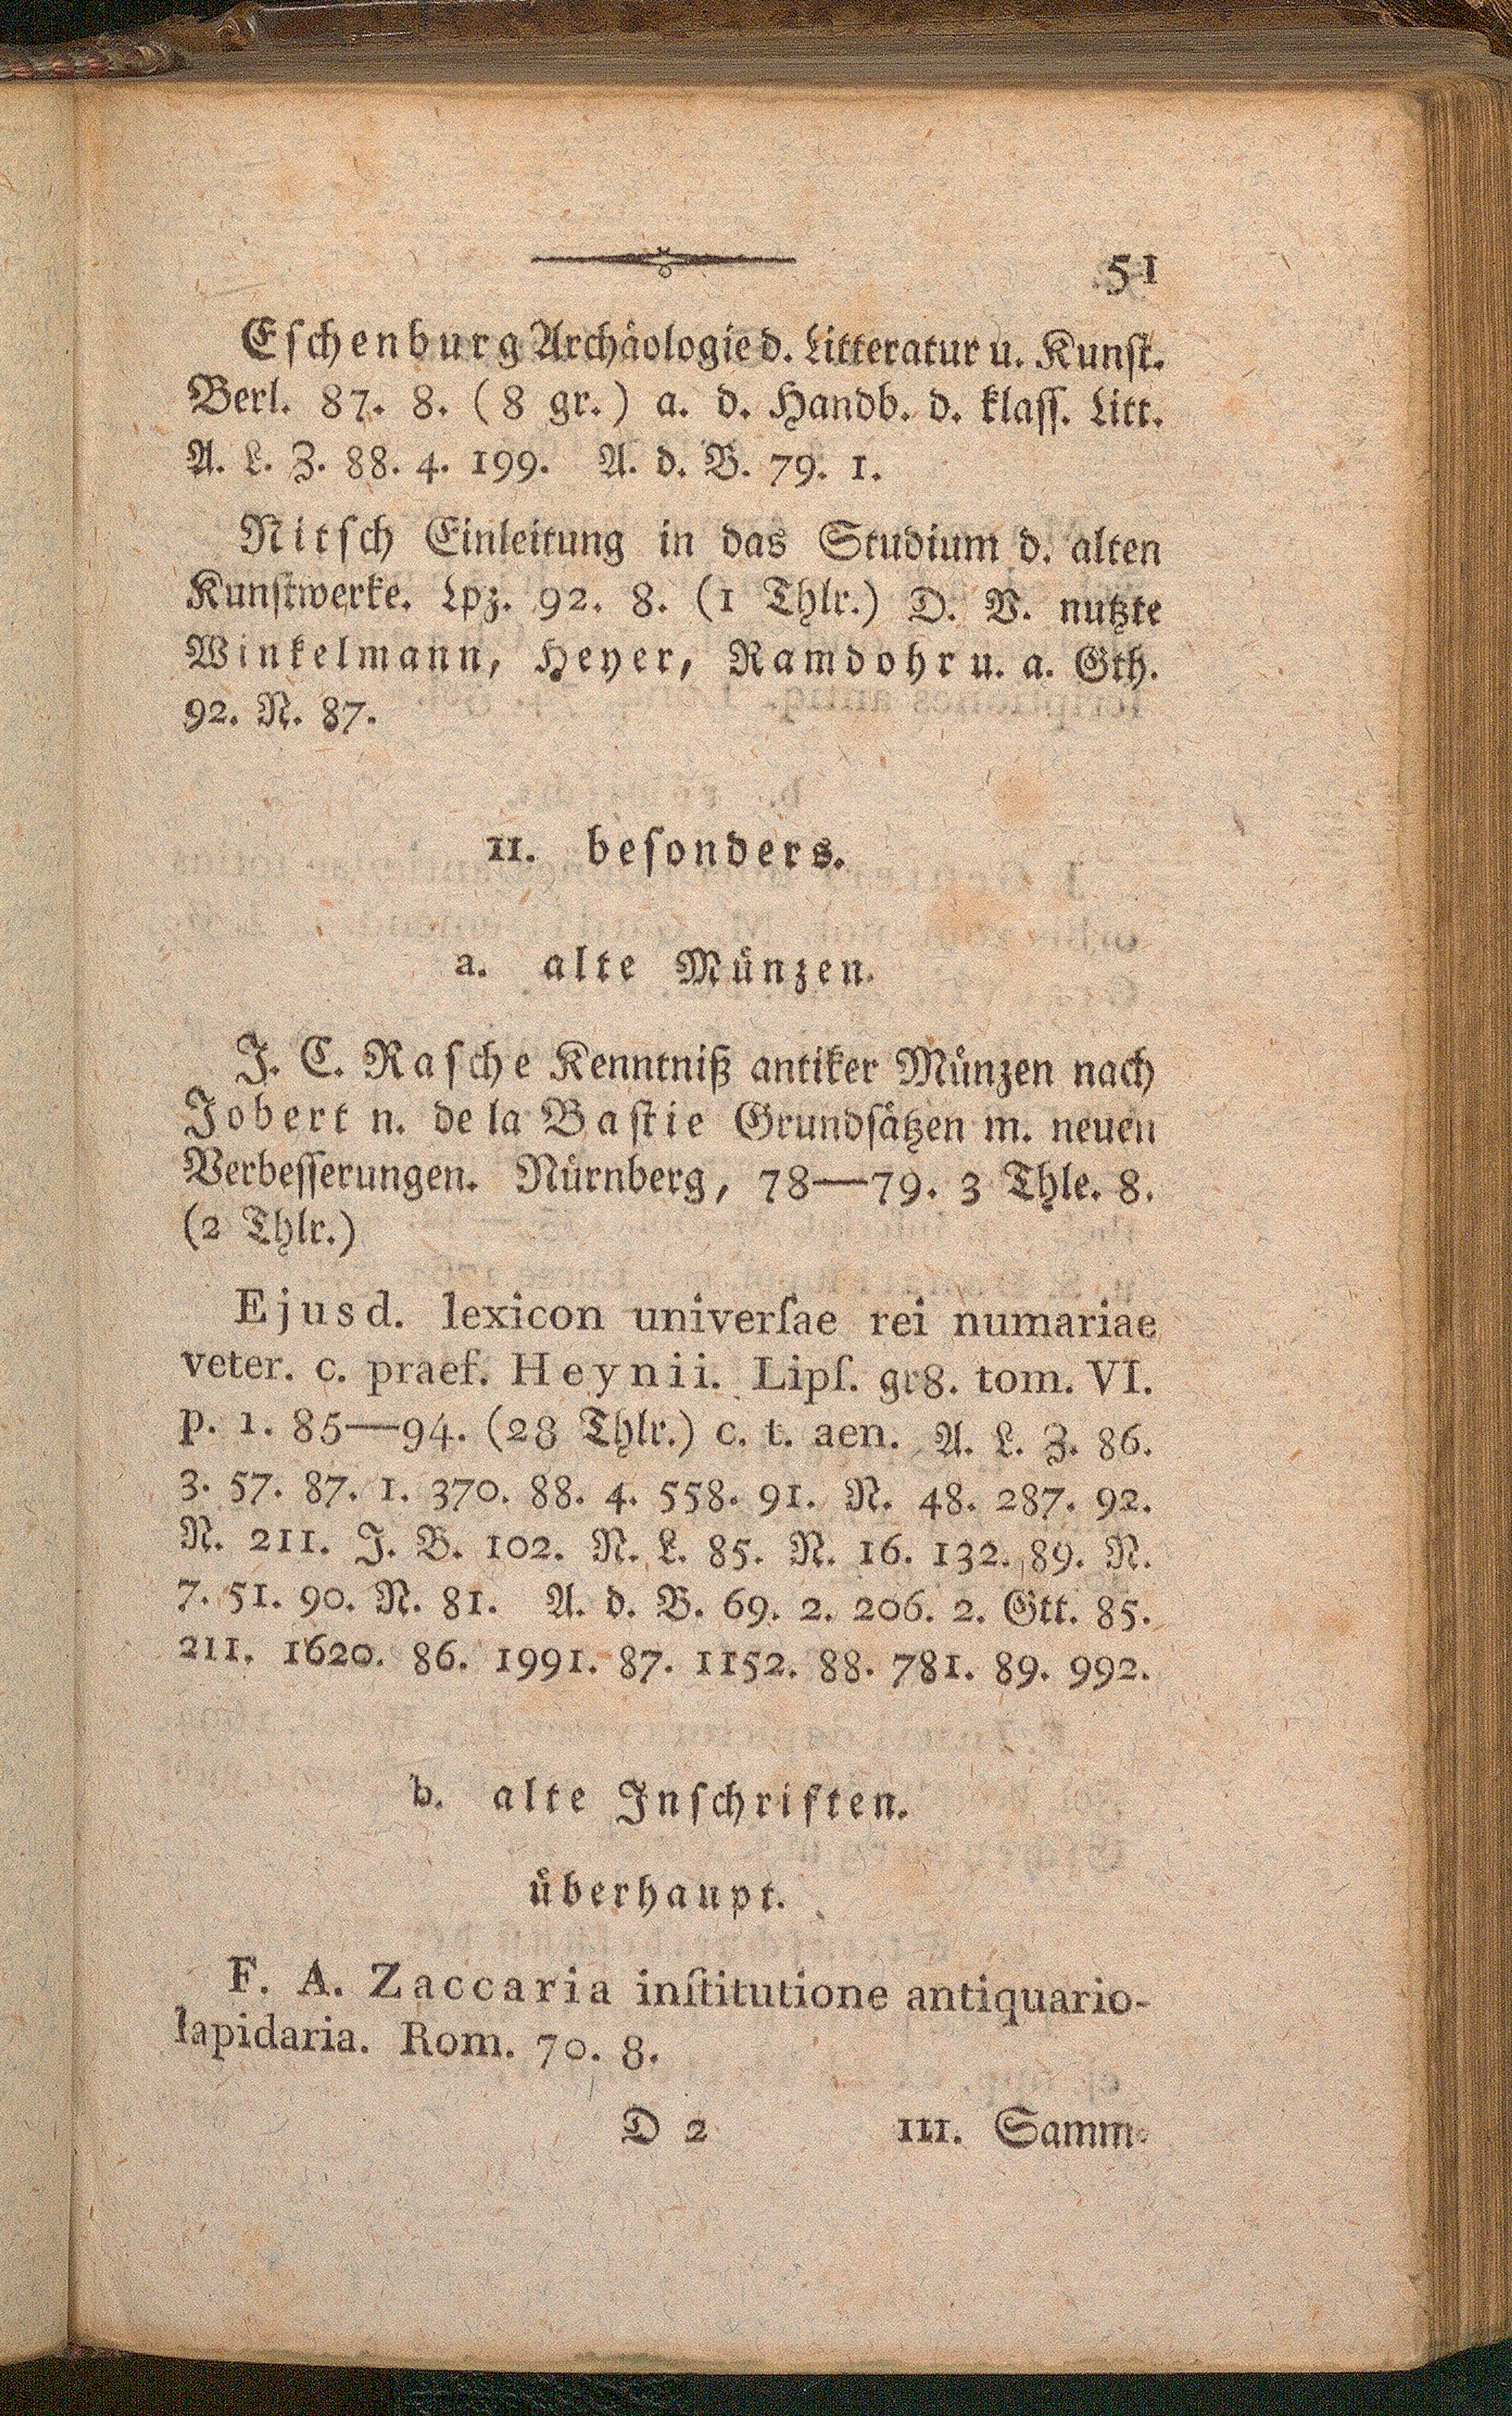 51
Eschenburg Archäologie d. Litteratur u. Kunst.
Berl. 87. 8. (8 gr.) a. d. Handb. d. klass. Litt.
A. L. Z. 88. 4. 199. A. d. B. 79. 1.
Nitsch Einleitung in das Studium d. alten
Kunstwerke. Lpz. 92. 8. (1 Thlr.) D. V. nutzte
Winkelmann, Heyer, Ramdohr u. a. Gth.
92. N. 87.
II. besonders.
a. alte Münzen.
J. C. Rasche Kenntniß antiker Münzen nach
Jobert n. de la Bastie Grundsätzen m. neuen
Verbesserungen. Nürnberg, 78—79. 3 Thle. 8.
(2 Thlr.)
Ejusd. lexicon univerſae rei numariae
veter. c. praef. Heynii. Lipſ. gr8. tom. VI.
p. 1. 85—94. (28 Thlr.) c. t. aen. A. L. Z. 86.
3. 57. 87. 1. 370. 88. 4. 558. 91. N. 48. 287. 92.
N. 211. J. B. 102. N. L. 85. N. 16. 132. 89. N.
7. 51. 90. N. 81. A. d. B. 69. 2. 206. 2. Gtt. 85.
211. 1620. 86. 1991. 87. 1152. 88. 781. 89. 992.
b. alte Inschriften.
überhaupt.
F. A. Zaccaria inſtitutione antiquario-
lapidaria. Rom. 70. 8.
D 2 III. Samm-